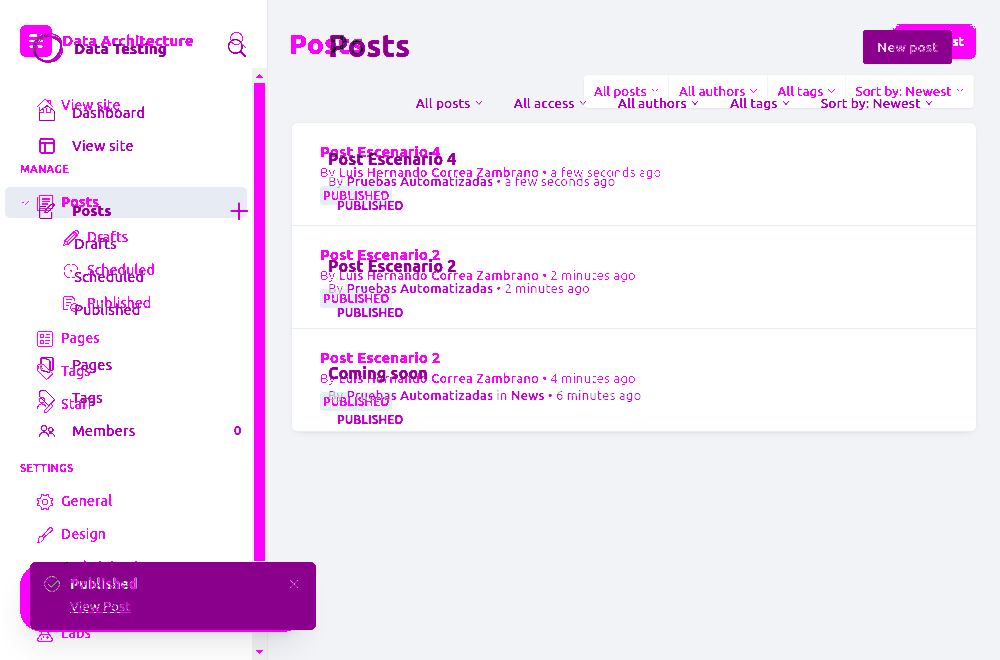 Data Architecture
Data Testing
View site
Dashboard
View site
MANAGE
Posts
Posts
Drafts
Drafts
Scheduled
Scheduled
Published
Published
Pages
Pages
Tags
Tags
Staff
Members 0
SETTINGS
General
Design
Labs
Published
View Post
Posts
Posts
New post
All posts All authors All tags Sort by: Newest
All posts All access All authors All tags Sort by: Newest
Post Escenario 4
Post Escenario 4
By Luis Hernando Correa Zambrano • a few seconds ago
By Pruebas Automatizadas • a few seconds ago
PUBLISHED
PUBLISHED
Post Escenario 2
Post Escenario 2
By Luis Hernando Correa Zambrano • 2 minutes ago
By Pruebas Automatizadas • 2 minutes ago
PUBLISHED
PUBLISHED
Post Escenario 2
Coming soon
By Luis Hernando Correa Zambrano • 4 minutes ago
By Pruebas Automatizadas in News • 6 minutes ago
PUBLISHED
PUBLISHED